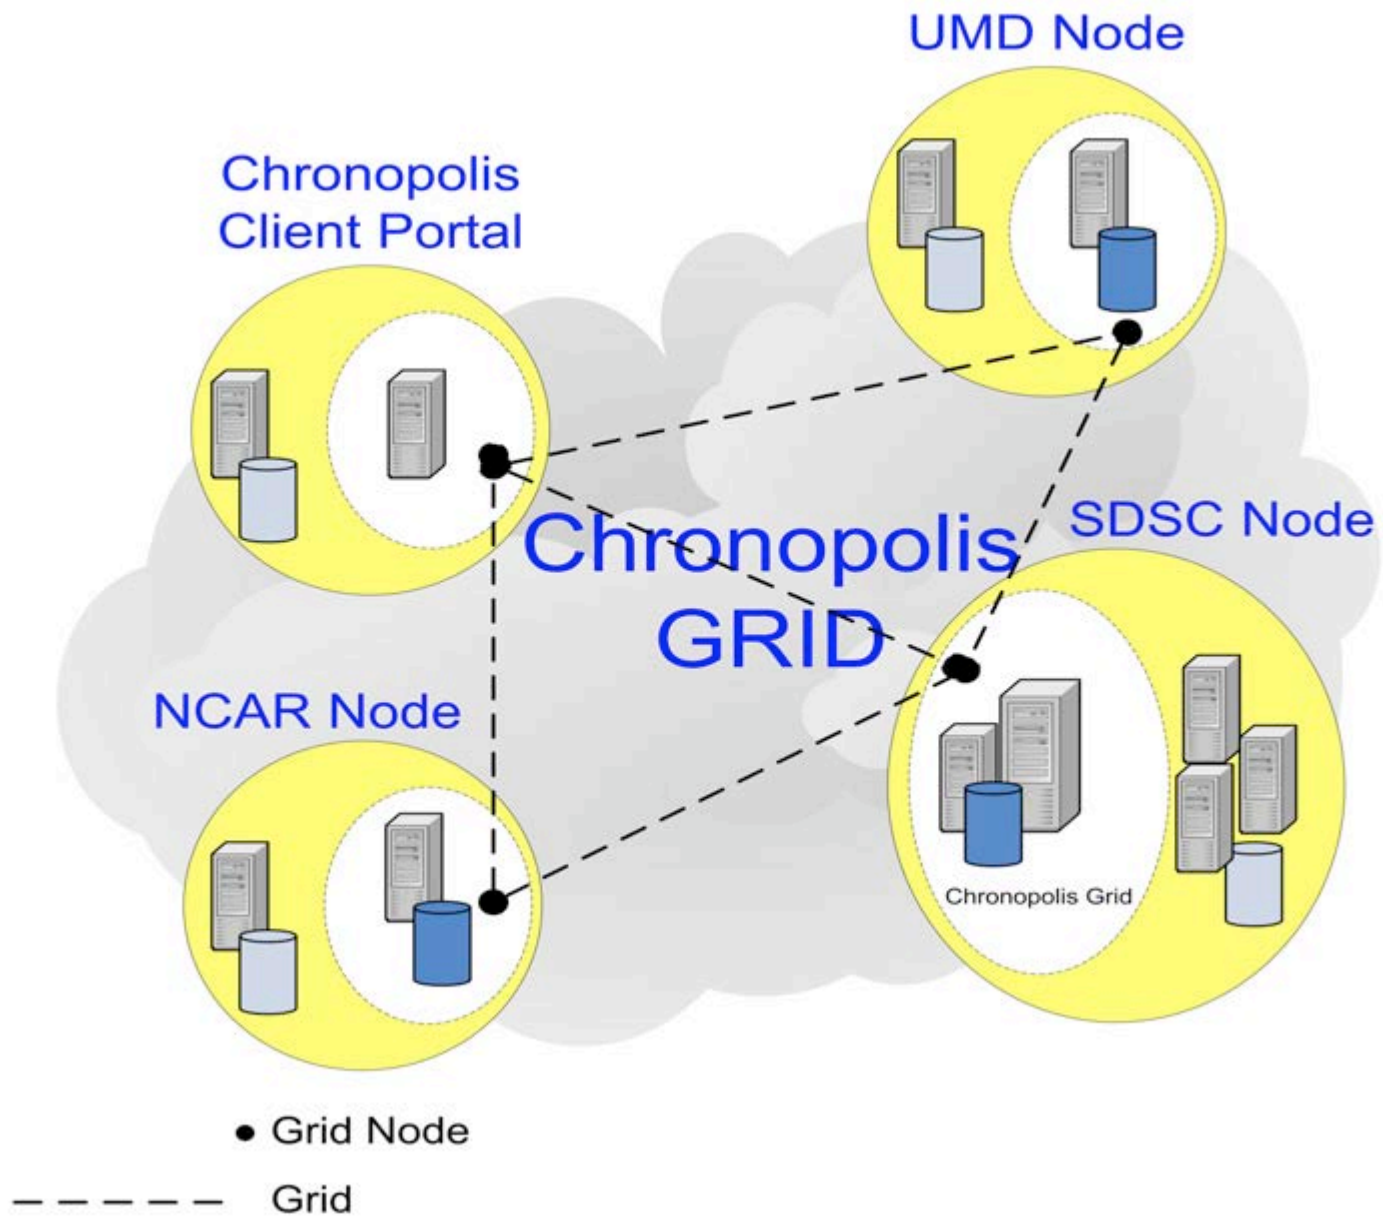 UMD Node
Chronopolis
Client Portal
Chronopolis
GRID
SDSC Node
NCAR Node
Chronopolis Grid
Grid Node
Grid